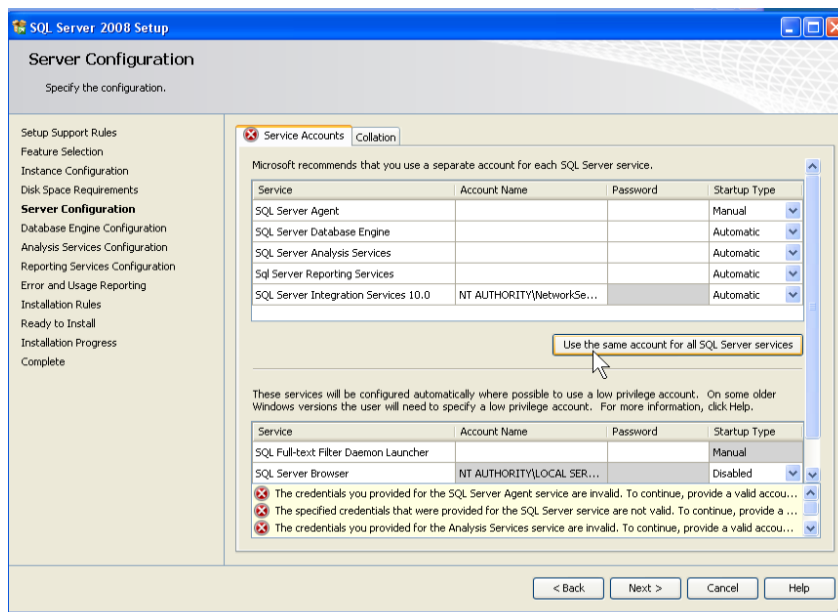 SQL Server 2008 Setup
Server Configuration
Specify the configuration.
Setup Support Rules
Feature Selection
Instance Configuration
Disk Space Requirements
Server Configuration
Database Engine Configuration
Analysis Services Configuration
Reporting Services Configuration
Error and Usage Reporting
Installation Rules
Ready to Install
Installation Progress
Complete
Service Accounts Collation
Microsoft recommends that you use a separate account for each SQL Server service.
Service Account Name Password Startup Type
SQL Server Agent Manual
SQL Server Database Engine Automatic
SQL Server Analysis Services Automatic
Sql Server Reporting Services Automatic
SQL Server Integration Services 10.0 NT AUTHORITY\NetworkSe... Automatic
Use the same account for all SQL Server services
These services will be configured automatically where possible to use a low privilege account. On some older
Windows versions the user will need to specify a low privilege account. For more information, click Help.
Service Account Name Password Startup Type
SQL Full-text Filter Daemon Launcher Manual
SQL Server Browser NT AUTHORITY\LOCAL SER... Disabled
The credentials you provided for the SQL Server Agent service are invalid. To continue, provide a valid accou...
The specified credentials that were provided for the SQL Server service are not valid. To continue, provide a ...
The credentials you provided for the Analysis Services service are invalid. To continue, provide a valid accou...
< Back Next > Cancel Help